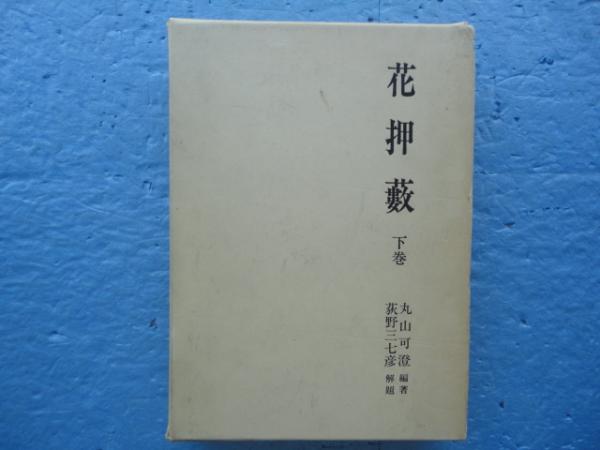 花押藪
下巻
丸山可澄 編著
荻野三七彦 解題